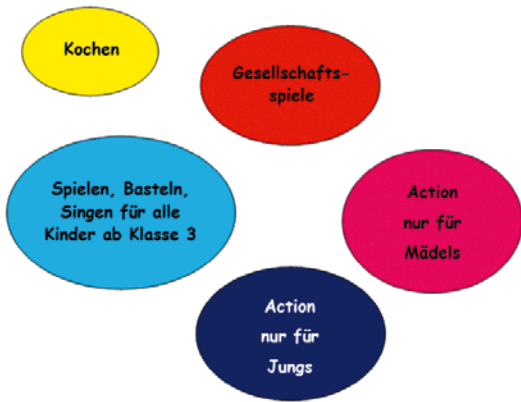 Kochen
Gesellschafts-
spiele
Spielen, Basteln,
Singen für alle
Kinder ab Klasse 3
Action
nur für
Mädels
Action
nur für
Jungs